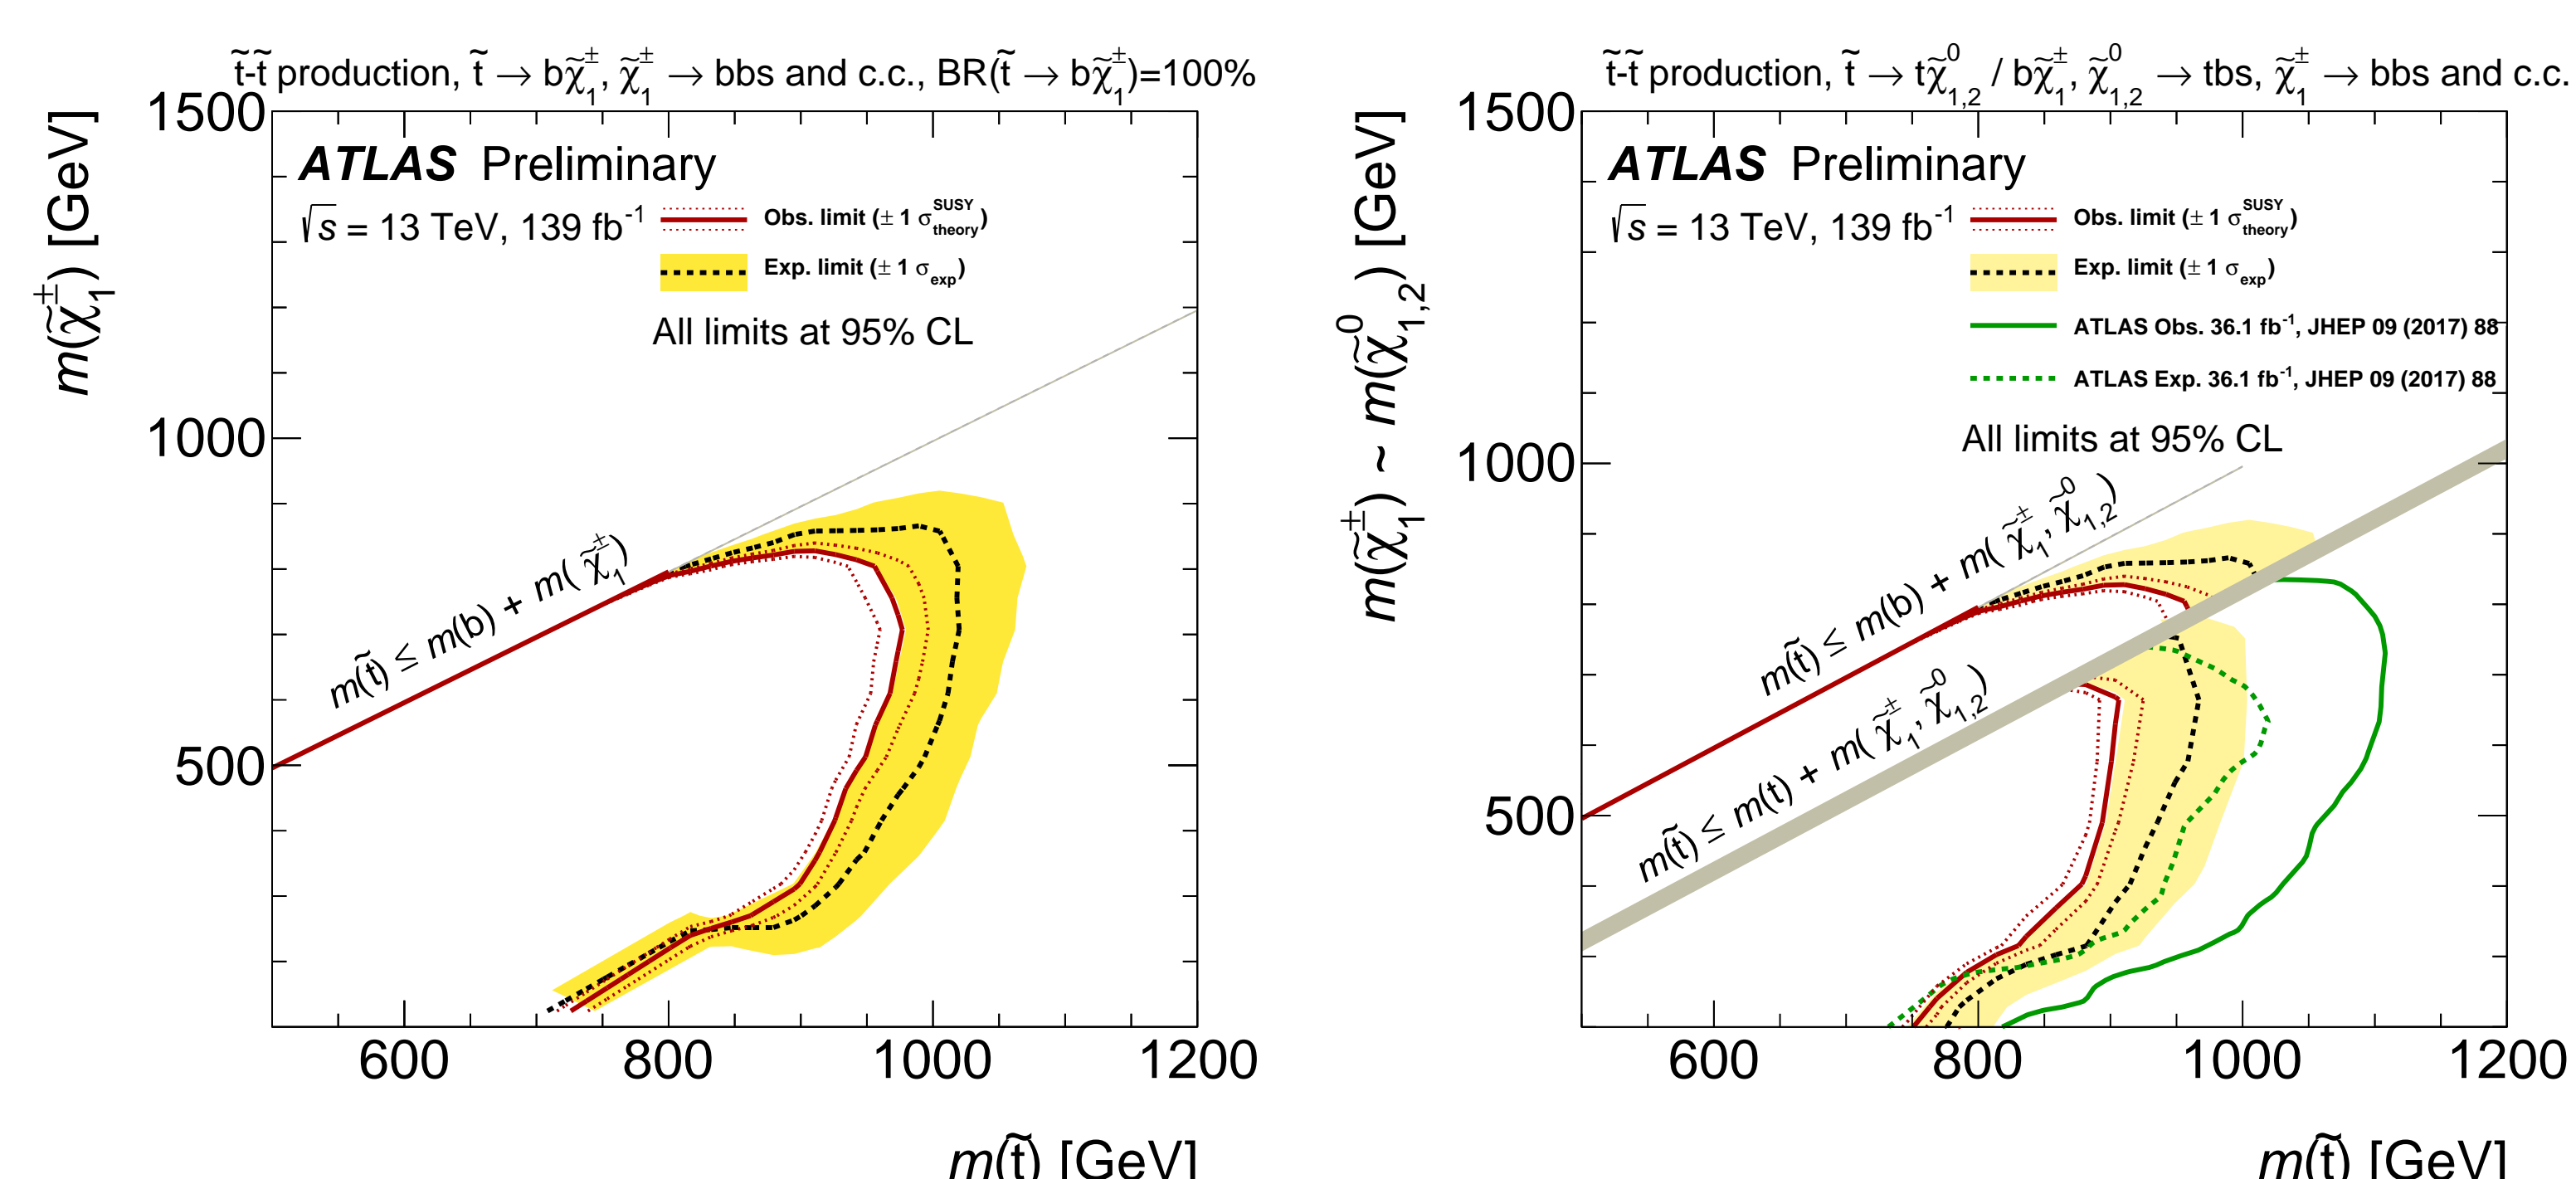 t̃-t̃ production, t̃ → bχ̃₁±, χ̃₁± → bbs and c.c., BR(t̃ → bχ̃₁±)=100%
m(χ̃₁±) [GeV]
1500
1000
500
ATLAS Preliminary
√s = 13 TeV, 139 fb⁻¹
Obs. limit (± 1 σ_theory^SUSY)
Exp. limit (± 1 σ_exp)
All limits at 95% CL
m(t̃) ≤ m(b) + m(χ̃₁±)
600 800 1000 1200
m(t̃) [GeV]
t̃-t̃ production, t̃ → tχ̃⁰₁,₂ / bχ̃₁±, χ̃⁰₁,₂ → tbs, χ̃₁± → bbs and c.c.
m(χ̃₁±) ~ m(χ̃⁰₁,₂) [GeV]
1500
1000
500
ATLAS Preliminary
√s = 13 TeV, 139 fb⁻¹
Obs. limit (± 1 σ_theory^SUSY)
Exp. limit (± 1 σ_exp)
ATLAS Obs. 36.1 fb⁻¹, JHEP 09 (2017) 88
ATLAS Exp. 36.1 fb⁻¹, JHEP 09 (2017) 88
All limits at 95% CL
m(t̃) ≤ m(b) + m(χ̃₁±, χ̃⁰₁,₂)
m(t̃) ≤ m(t) + m(χ̃₁±, χ̃⁰₁,₂)
600 800 1000 1200
m(t̃) [GeV]